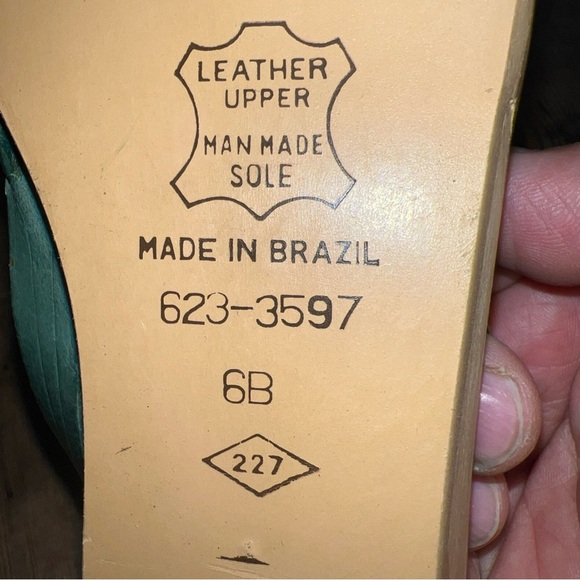 LEATHER
UPPER
MAN MADE
SOLE
MADE IN BRAZIL
623-3597
6B
227